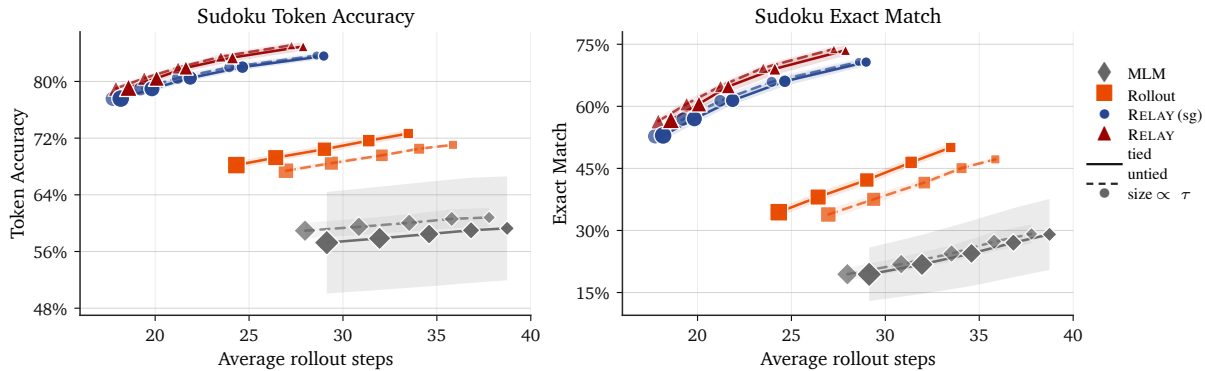 Sudoku Token Accuracy
Token Accuracy
80%
72%
64%
56%
48%
20
25
30
35
40
Average rollout steps
Sudoku Exact Match
Exact Match
75%
60%
45%
30%
15%
20
25
30
35
40
Average rollout steps
MLM
Rollout
RELAY (sg)
RELAY
tied
untied
size ∝ τ